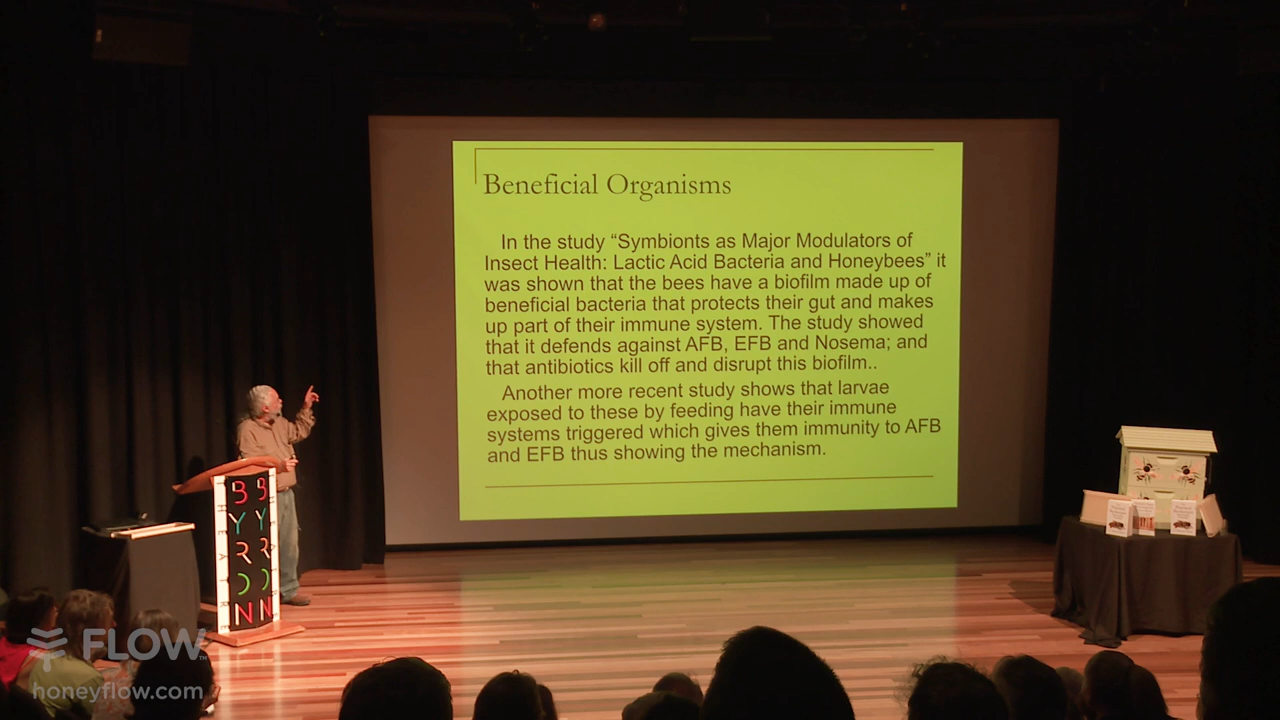 Beneficial Organisms
In the study “Symbionts as Major Modulators of
Insect Health: Lactic Acid Bacteria and Honeybees” it
was shown that the bees have a biofilm made up of
beneficial bacteria that protects their gut and makes
up part of their immune system. The study showed
that it defends against AFB, EFB and Nosema; and
that antibiotics kill off and disrupt this biofilm..
Another more recent study shows that larvae
exposed to these by feeding have their immune
systems triggered which gives them immunity to AFB
and EFB thus showing the mechanism.
BYRON
BYRON
THEATRE
FLOW™
honeyflow.com